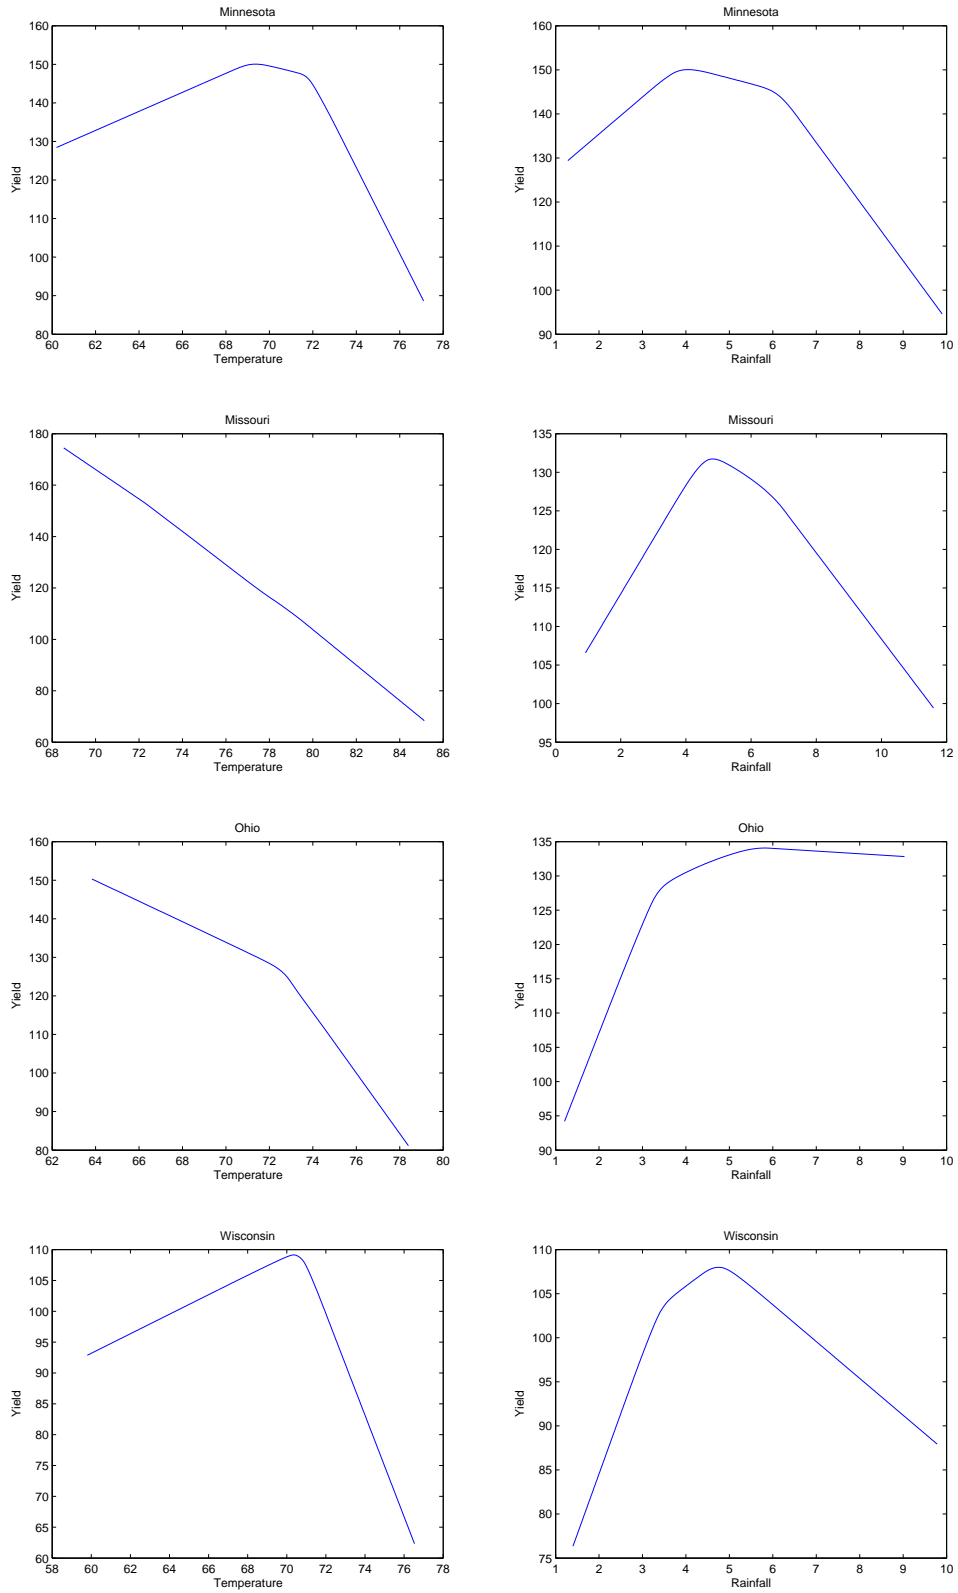 Minnesota
160
150
140
130
120
110
100
90
80
60 62 64 66 68 70 72 74 76 78
Temperature
Yield
Minnesota
160
150
140
130
120
110
100
90
1 2 3 4 5 6 7 8 9 10
Rainfall
Yield
Missouri
180
160
140
120
100
80
60
68 70 72 74 76 78 80 82 84 86
Temperature
Yield
Missouri
135
130
125
120
115
110
105
100
95
0 2 4 6 8 10 12
Rainfall
Yield
Ohio
160
150
140
130
120
110
100
90
80
62 64 66 68 70 72 74 76 78 80
Temperature
Yield
Ohio
135
130
125
120
115
110
105
100
95
90
1 2 3 4 5 6 7 8 9 10
Rainfall
Yield
Wisconsin
110
105
100
95
90
85
80
75
70
65
60
58 60 62 64 66 68 70 72 74 76 78
Temperature
Yield
Wisconsin
110
105
100
95
90
85
80
75
1 2 3 4 5 6 7 8 9 10
Rainfall
Yield